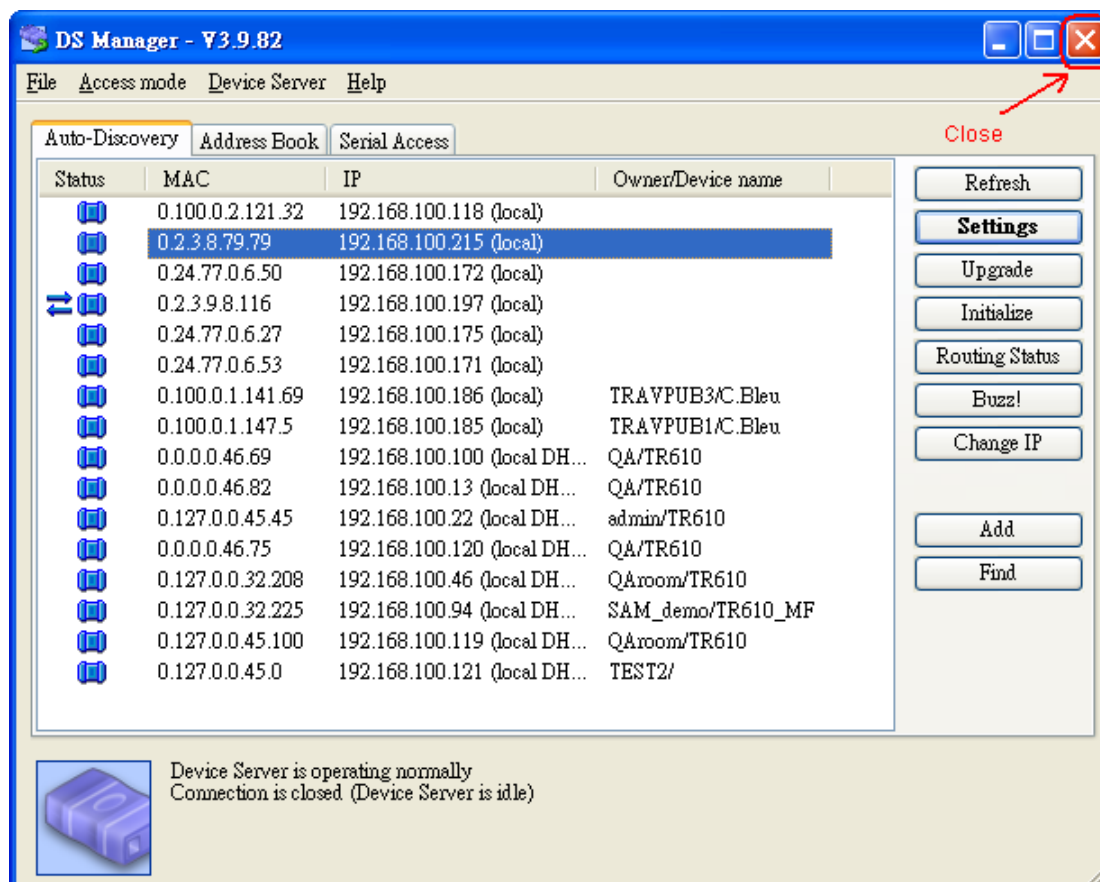 DS Manager - V3.9.82
File Access mode Device Server Help
Close
Auto-Discovery Address Book Serial Access
Status MAC IP Owner/Device name
0.100.0.2.121.32 192.168.100.118 (local)
0.2.3.8.79.79 192.168.100.215 (local)
0.24.77.0.6.50 192.168.100.172 (local)
0.2.3.9.8.116 192.168.100.197 (local)
0.24.77.0.6.27 192.168.100.175 (local)
0.24.77.0.6.53 192.168.100.171 (local)
0.100.0.1.141.69 192.168.100.186 (local) TRAVPUB3/C.Bleu
0.100.0.1.147.5 192.168.100.185 (local) TRAVPUB1/C.Bleu
0.0.0.0.46.69 192.168.100.100 (local DH... QA/TR610
0.0.0.0.46.82 192.168.100.13 (local DH... QA/TR610
0.127.0.0.45.45 192.168.100.22 (local DH... admin/TR610
0.0.0.0.46.75 192.168.100.120 (local DH... QA/TR610
0.127.0.0.32.208 192.168.100.46 (local DH... QAroom/TR610
0.127.0.0.32.225 192.168.100.94 (local DH... SAM_demo/TR610_MF
0.127.0.0.45.100 192.168.100.119 (local DH... QAroom/TR610
0.127.0.0.45.0 192.168.100.121 (local DH... TEST2/
Refresh
Settings
Upgrade
Initialize
Routing Status
Buzz!
Change IP
Add
Find
Device Server is operating normally
Connection is closed (Device Server is idle)